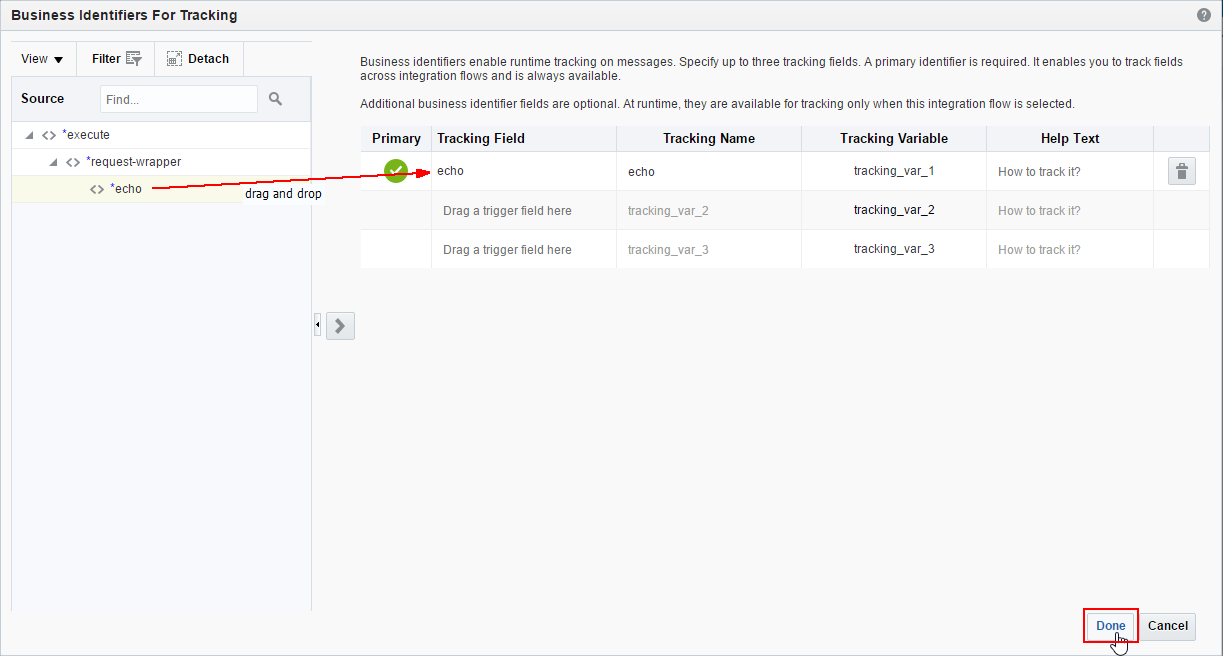 Business Identifiers For Tracking
View
Filter
Detach
Source
Find...
*execute
*request-wrapper
*echo
drag and drop
Business identifiers enable runtime tracking on messages. Specify up to three tracking fields. A primary identifier is required. It enables you to track fields
across integration flows and is always available.
Additional business identifier fields are optional. At runtime, they are available for tracking only when this integration flow is selected.
Primary Tracking Field Tracking Name Tracking Variable Help Text
echo echo tracking_var_1 How to track it?
Drag a trigger field here tracking_var_2 tracking_var_2 How to track it?
Drag a trigger field here tracking_var_3 tracking_var_3 How to track it?
Done Cancel